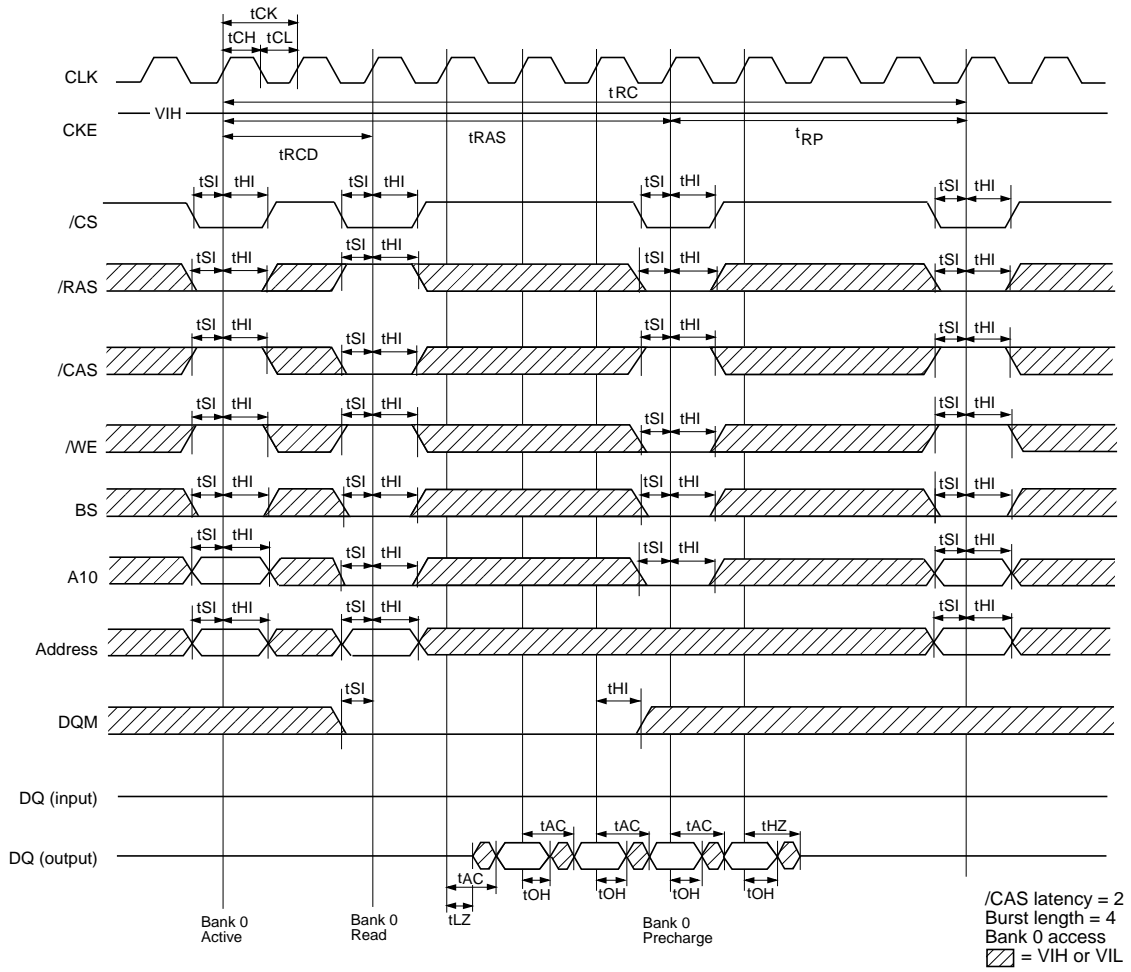 tCK
tCH tCL
CLK
tRC
VIH
CKE
tRAS
tRP
tRCD
tSI tHI tSI tHI tSI tHI tSI tHI
/CS
tSI tHI tSI tHI tSI tHI tSI tHI
/RAS
tSI tHI tSI tHI tSI tHI tSI tHI
/CAS
tSI tHI tSI tHI tSI tHI tSI tHI
/WE
tSI tHI tSI tHI tSI tHI tSI tHI
BS
tSI tHI tSI tHI tSI tHI tSI tHI
A10
tSI tHI tSI tHI tSI tHI
Address
tSI tHI
DQM
DQ (input)
tAC tAC tAC tHZ
DQ (output)
tAC
tOH tOH tOH tOH
tLZ
Bank 0
Active
Bank 0
Read
Bank 0
Precharge
/CAS latency = 2
Burst length = 4
Bank 0 access
= VIH or VIL